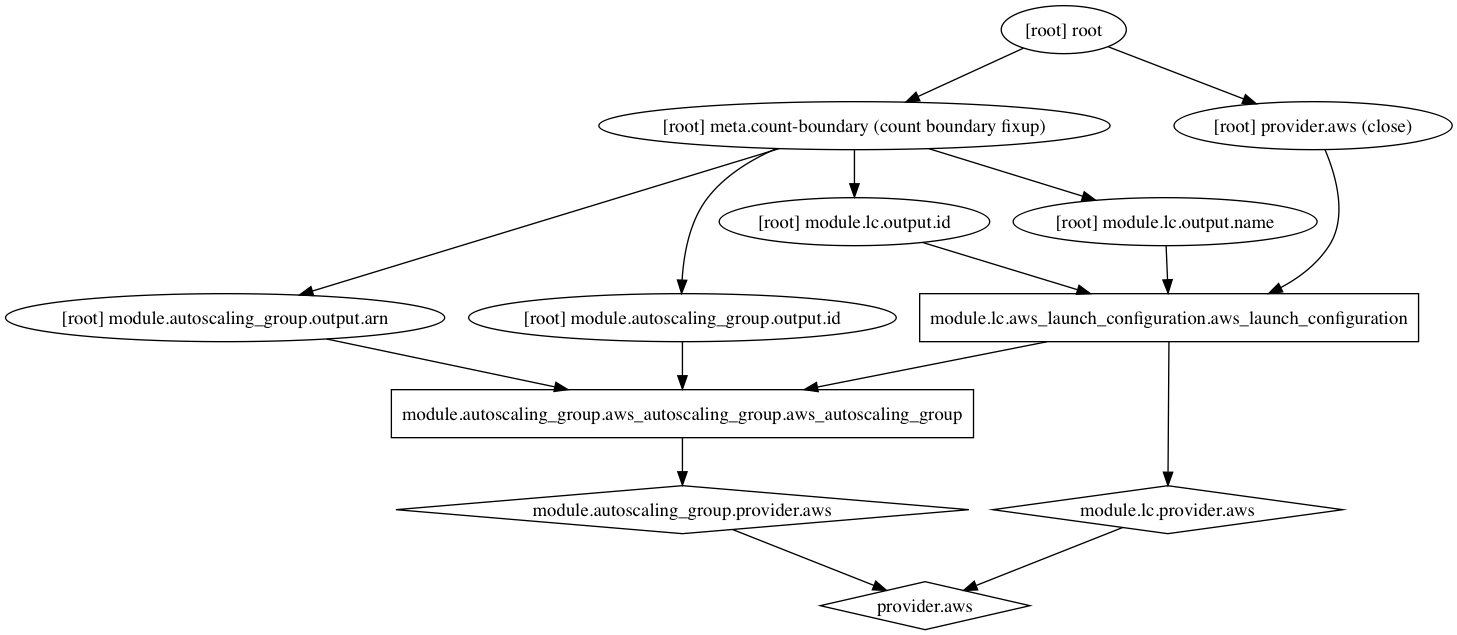 [root] root
[root] meta.count-boundary (count boundary fixup)
[root] provider.aws (close)
[root] module.lc.output.id
[root] module.lc.output.name
[root] module.autoscaling_group.output.arn
[root] module.autoscaling_group.output.id
module.lc.aws_launch_configuration.aws_launch_configuration
module.autoscaling_group.aws_autoscaling_group.aws_autoscaling_group
module.autoscaling_group.provider.aws
module.lc.provider.aws
provider.aws